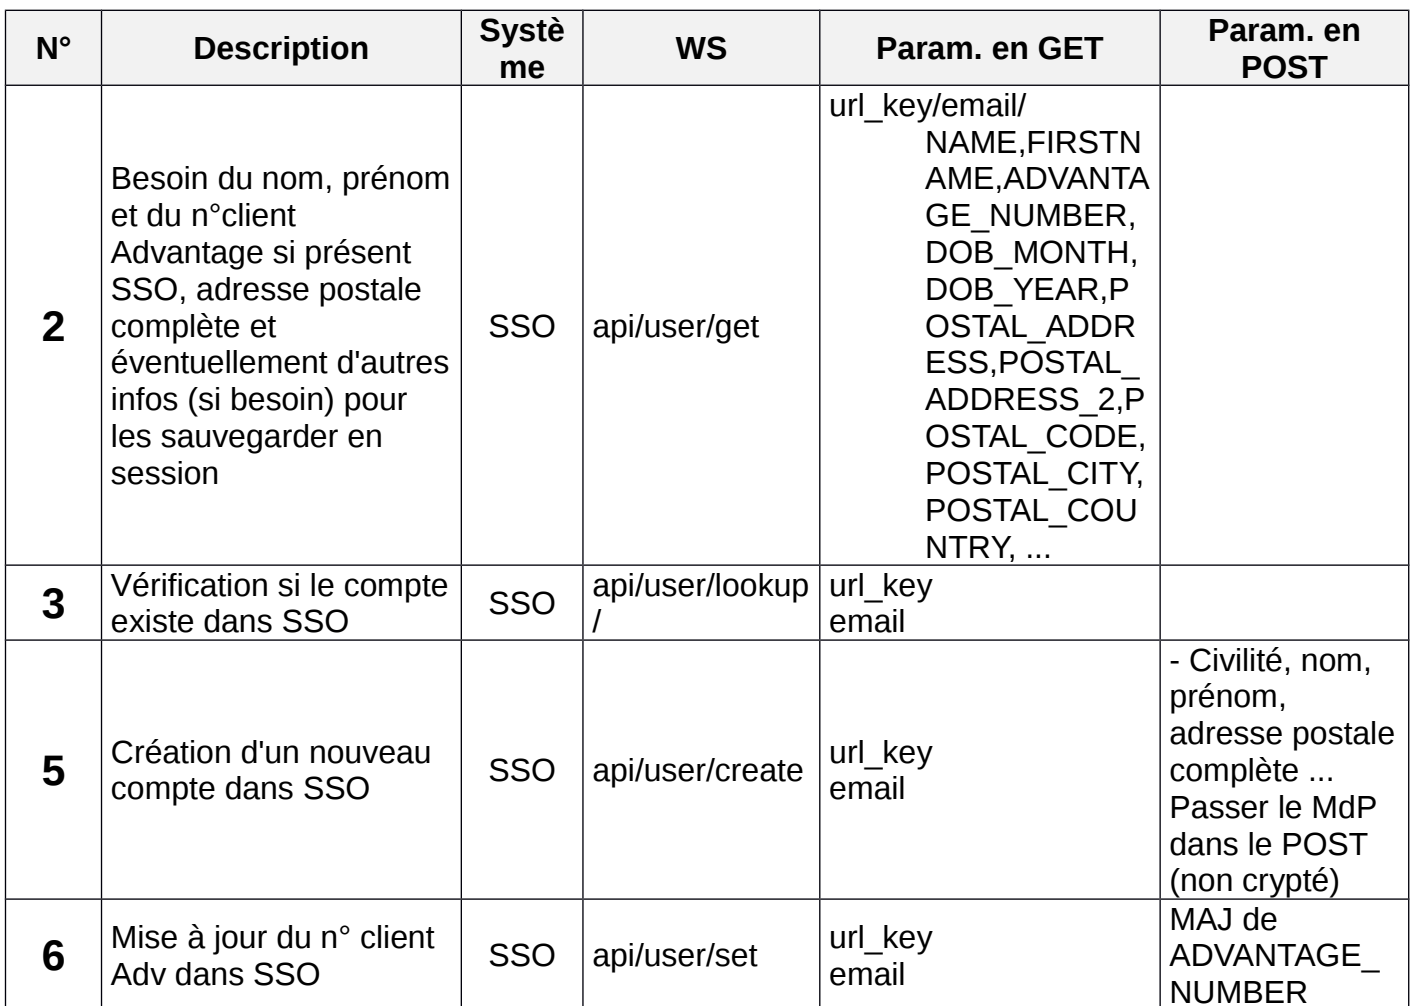 N°
Description
Systè
me
WS
Param. en GET
Param. en
POST
2
Besoin du nom, prénom
et du n°client
Advantage si présent
SSO, adresse postale
complète et
éventuellement d'autres
infos (si besoin) pour
les sauvegarder en
session
SSO
api/user/get
url_key/email/
NAME,FIRSTN
AME,ADVANTA
GE_NUMBER,
DOB_MONTH,
DOB_YEAR,P
OSTAL_ADDR
ESS,POSTAL_
ADDRESS_2,P
OSTAL_CODE,
POSTAL_CITY,
POSTAL_COU
NTRY, ...
3
Vérification si le compte
existe dans SSO
SSO
api/user/lookup
/
url_key
email
5
Création d'un nouveau
compte dans SSO
SSO
api/user/create
url_key
email
- Civilité, nom,
prénom,
adresse postale
complète ...
Passer le MdP
dans le POST
(non crypté)
6
Mise à jour du n° client
Adv dans SSO
SSO
api/user/set
url_key
email
MAJ de
ADVANTAGE_
NUMBER